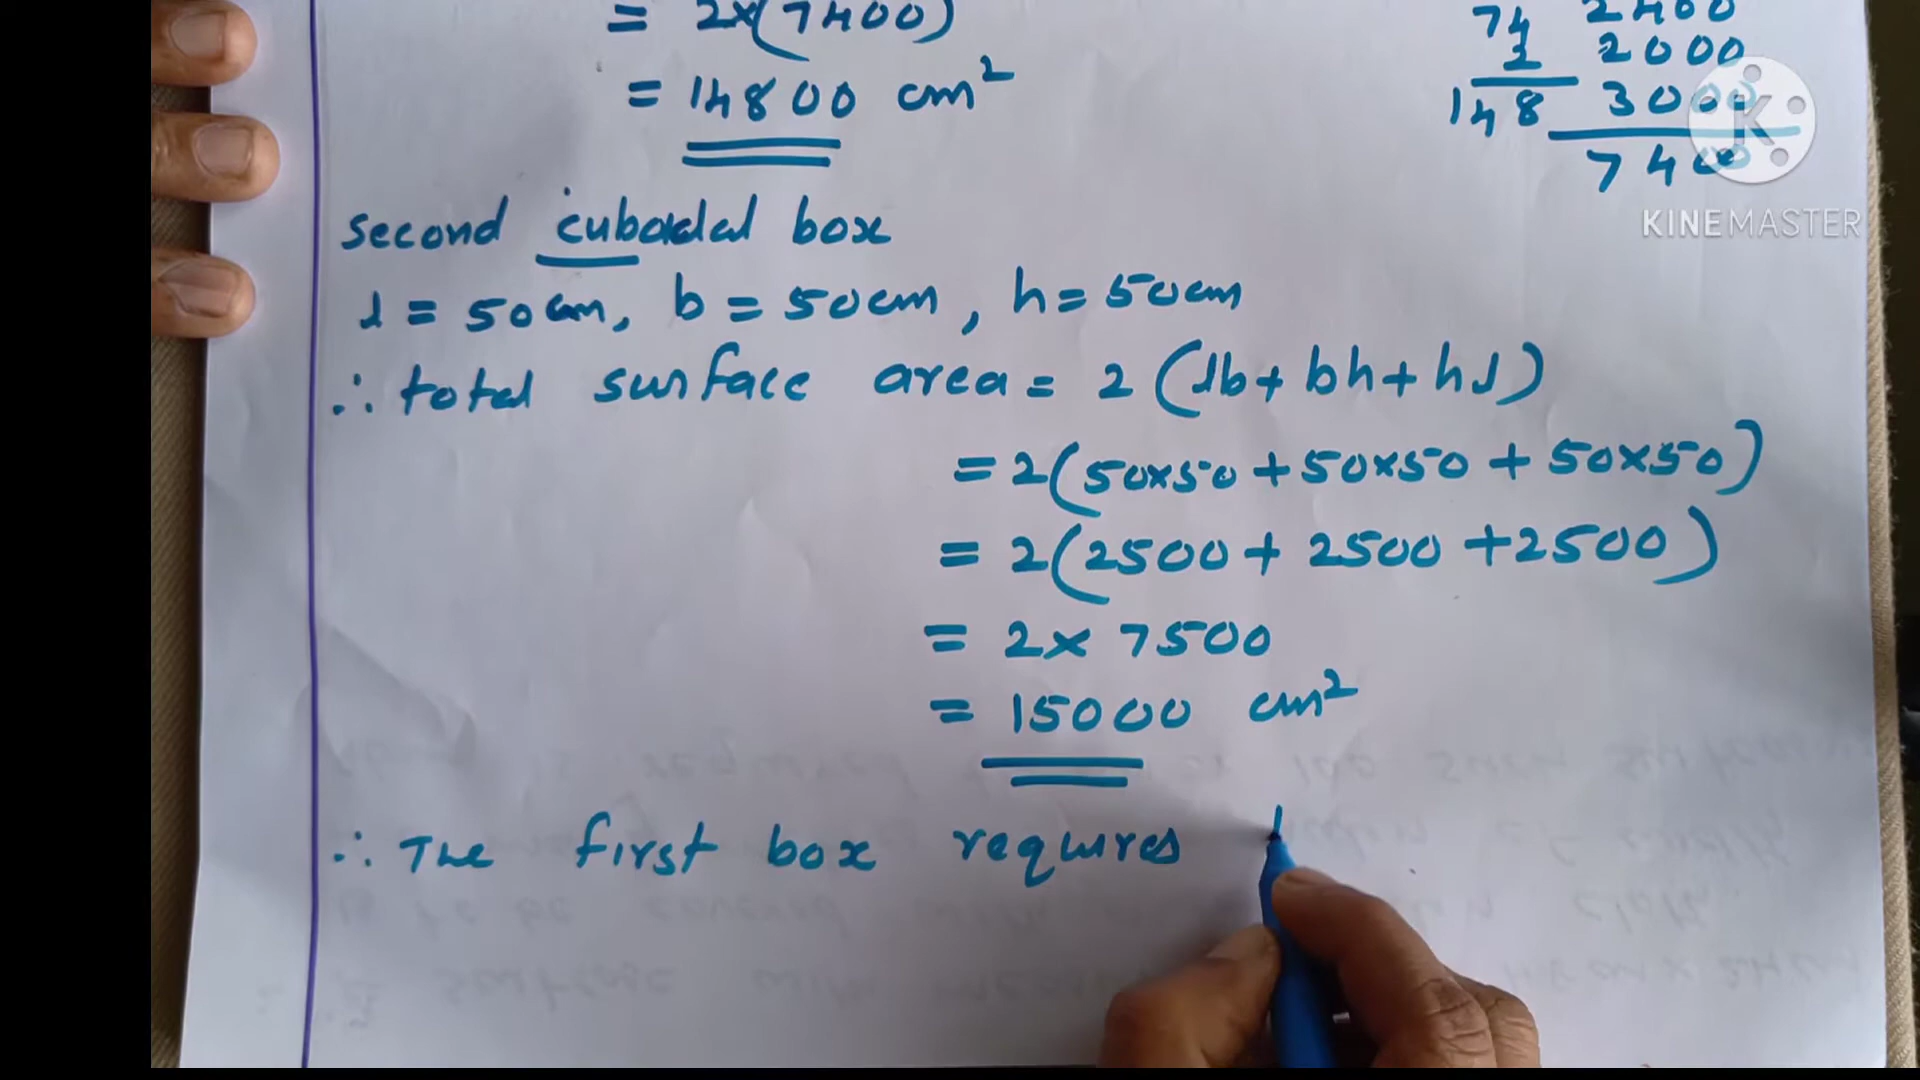 = 2×(7400)
= 14800 cm²
74 2400
2 2000
148 3000
7400
KINEMASTER
second cuboidal box
l = 50cm, b = 50cm, h = 50cm
∴ total surface area = 2 (lb + bh + hl)
= 2(50×50 + 50×50 + 50×50)
= 2(2500 + 2500 + 2500)
= 2 × 7500
= 15000 cm²
∴ The first box requires